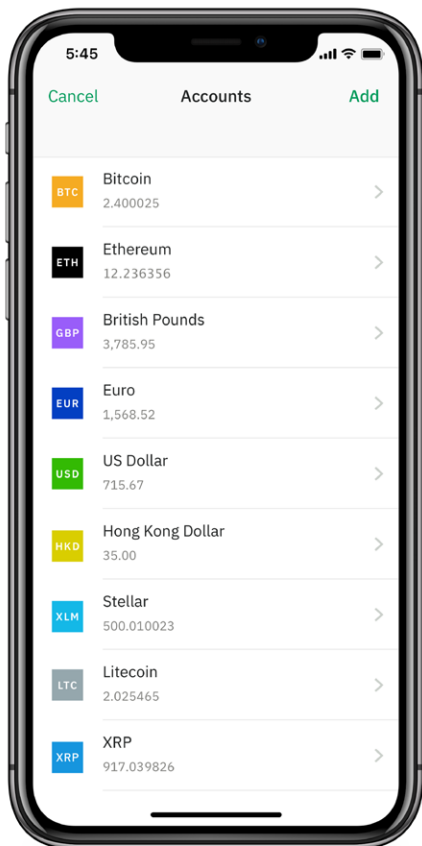 5:45
Cancel Accounts Add
BTC Bitcoin
2.400025
ETH Ethereum
12.236356
GBP British Pounds
3,785.95
EUR Euro
1,568.52
USD US Dollar
715.67
HKD Hong Kong Dollar
35.00
XLM Stellar
500.010023
LTC Litecoin
2.025465
XRP XRP
917.039826